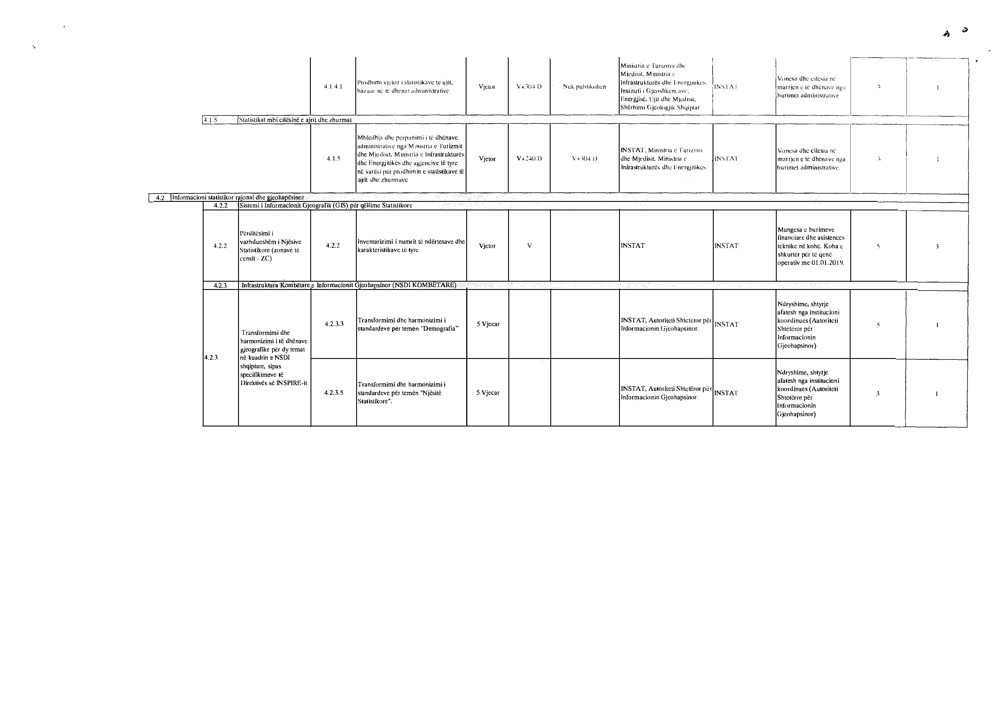 4.1.4.1
Prodhimi vjetor i statistikave të ujit,
bazuar në të dhënat administrative
Vjetor
V+304 D
Nuk publikohen
Ministria e Turizmit dhe
Mjedisit, Ministria e
Infrastrukturës dhe Energjitikës,
Instituti i Gjeoshkencave,
Energjisë, Ujit dhe Mjedisit,
Shërbimi Gjeologjik Shqiptar
INSTAT
Vonesa dhe cilësia në
marrjen e të dhënave nga
burimet administrative
3
1
4.1.5 Statistikat mbi cilësinë e ajrit dhe zhurmat
4.1.5
Mbledhja dhe përpunimi i të dhënave
administrative nga Ministria e Turizmit
dhe Mjedisit, Ministria e Infrastrukturës
dhe Energjitikës dhe agjencive të tyre
në varësi për prodhimin e statistikave të
ajrit dhe zhurmave
Vjetor
V+240 D
V+304 D
INSTAT, Ministria e Turizmit
dhe Mjedisit, Ministria e
Infrastrukturës dhe Energjitikës.
INSTAT
Vonesa dhe cilësia në
marrjen e të dhënave nga
burimet administrative.
3
1
4.2 Informacioni statistikor rajonal dhe gjeohapësinor
4.2.2 Sistemi i Informacionit Gjeografik (GIS) për qëllime Statistikore
4.2.2
Përditësimi i
vazhdueshëm i Njësive
Statistikore (zonave të
censit - ZC)
4.2.2
Inventarizimi i numrit të ndërtesave dhe
karakteristikave të tyre
Vjetor
V
INSTAT
INSTAT
Mungesa e burimeve
financiare dhe asistencës
teknike në kohë. Koha e
shkurtër për të qenë
operativ me 01.01.2019.
5
3
4.2.3 Infrastruktura Kombëtare e Informacionit Gjeohapsinor (NSDI KOMBËTARE)
4.2.3
Transformimi dhe
harmonizimi i të dhënave
gjeografike për dy temat
në kuadrin e NSDI
shqiptare, sipas
specifikimeve të
Direktivës së INSPIRE-it
4.2.3.3
Transformimi dhe harmonizimi i
standardeve për temën "Demografia"
5 Vjecar
INSTAT, Autoriteti Shtetëror për
Informacionin Gjeohapsinor.
INSTAT
Ndryshime, shtyrje
afatesh nga institucioni
koordinues (Autoriteti
Shtetëror për
Informacionin
Gjeohapsinor)
5
1
4.2.3.5
Transformimi dhe harmonizimi i
standardeve për temën "Njësitë
Statistikore".
5 Vjecar
INSTAT, Autoriteti Shtetëror për
Informacionin Gjeohapsinor.
INSTAT
Ndryshime, shtyrje
afatesh nga institucioni
koordinues (Autoriteti
Shtetëror për
Informacionin
Gjeohapsinor)
3
1